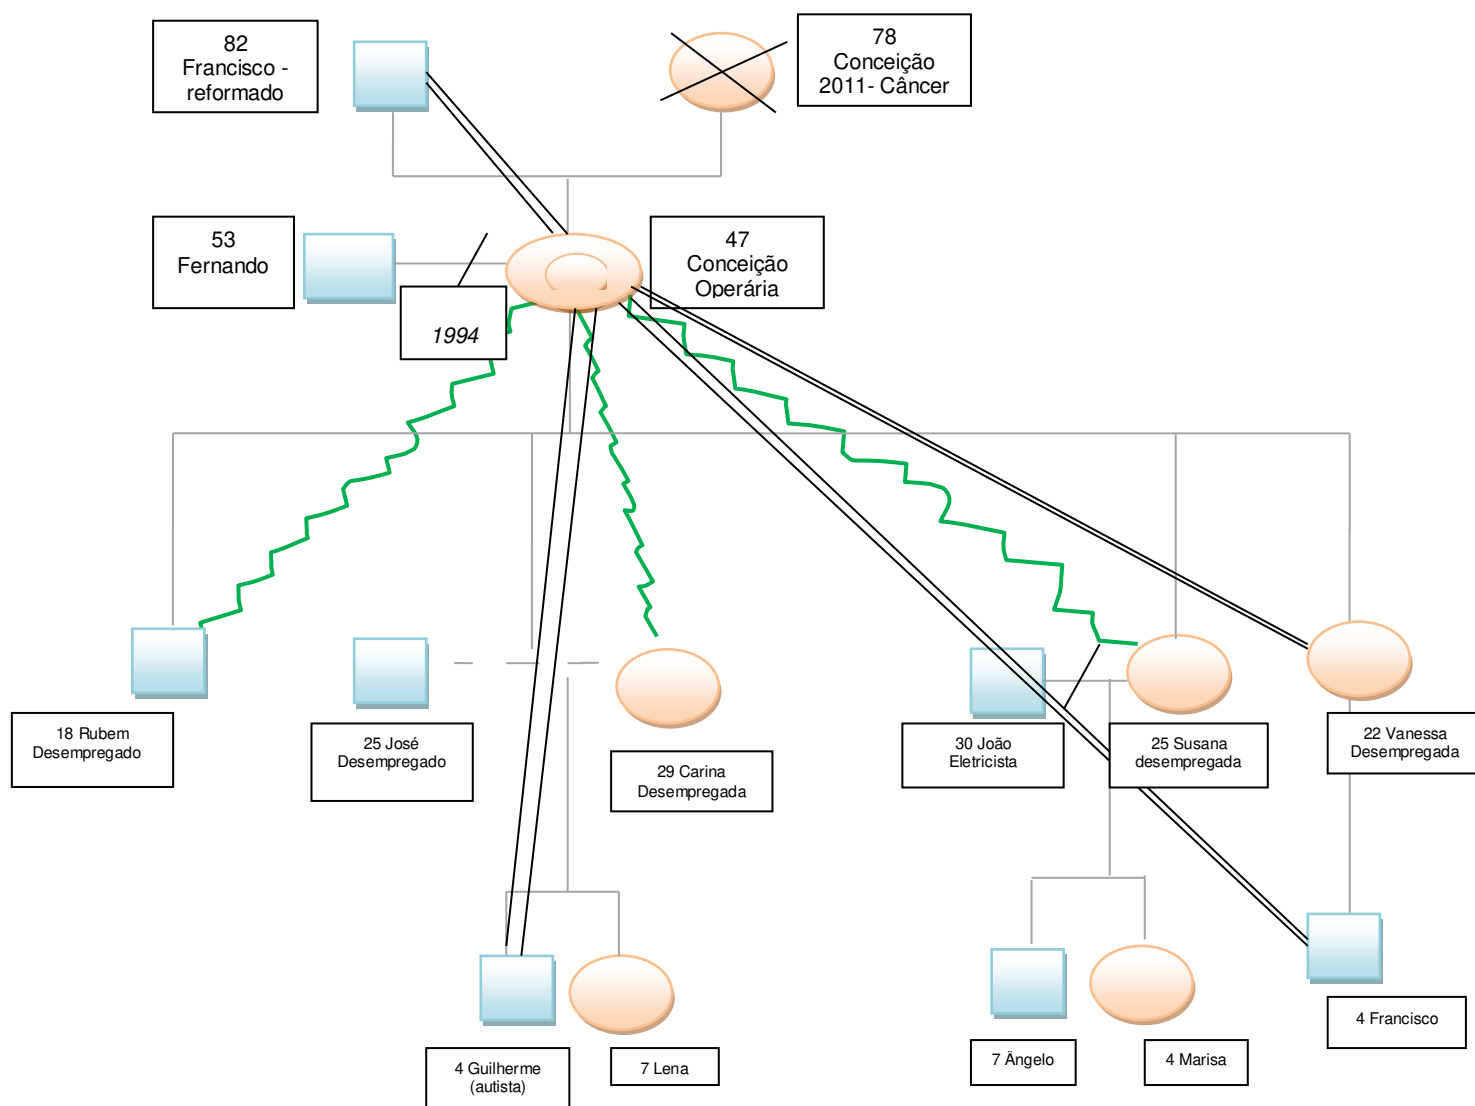 82
Francisco -
reformado
78
Conceição
2011- Câncer
53
Fernando
47
Conceição
Operária
1994
18 Rubem
Desempregado
25 José
Desempregado
29 Carina
Desempregada
30 João
Eletricista
25 Susana
desempregada
22 Vanessa
Desempregada
4 Guilherme
(autista)
7 Lena
7 Ângelo
4 Marisa
4 Francisco